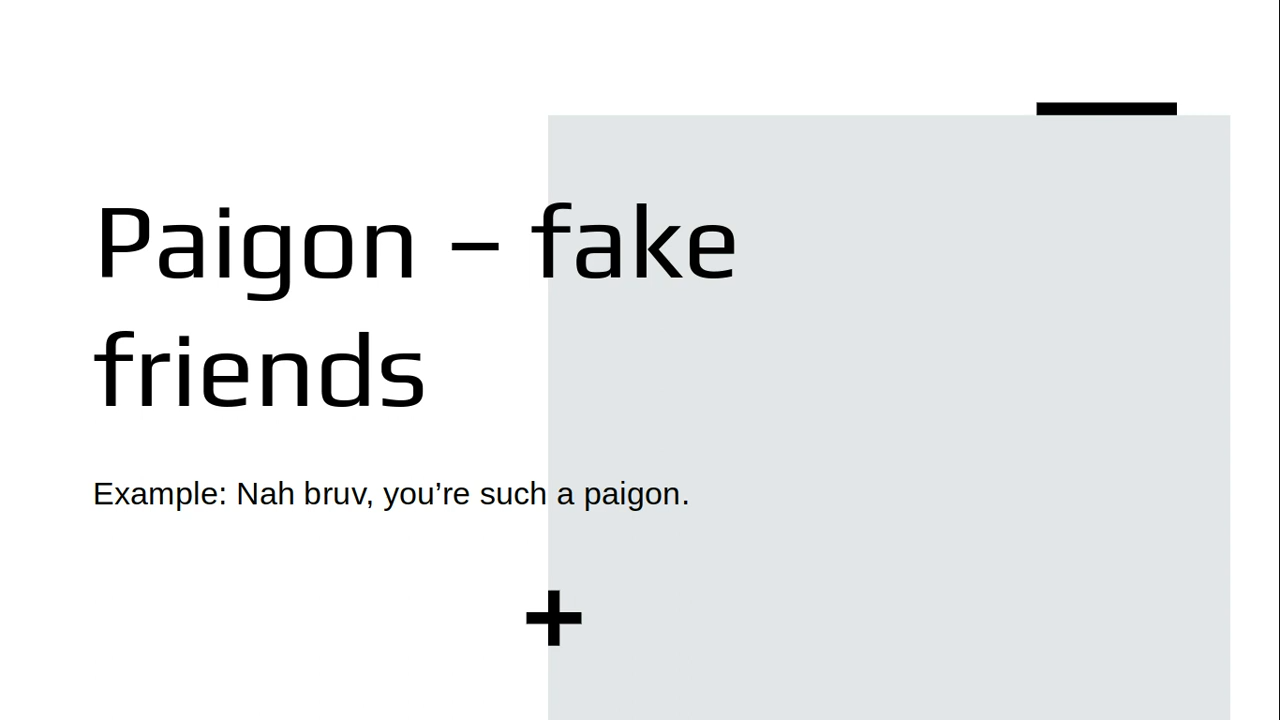 Paigon – fake
friends
Example: Nah bruv, you’re such a paigon.